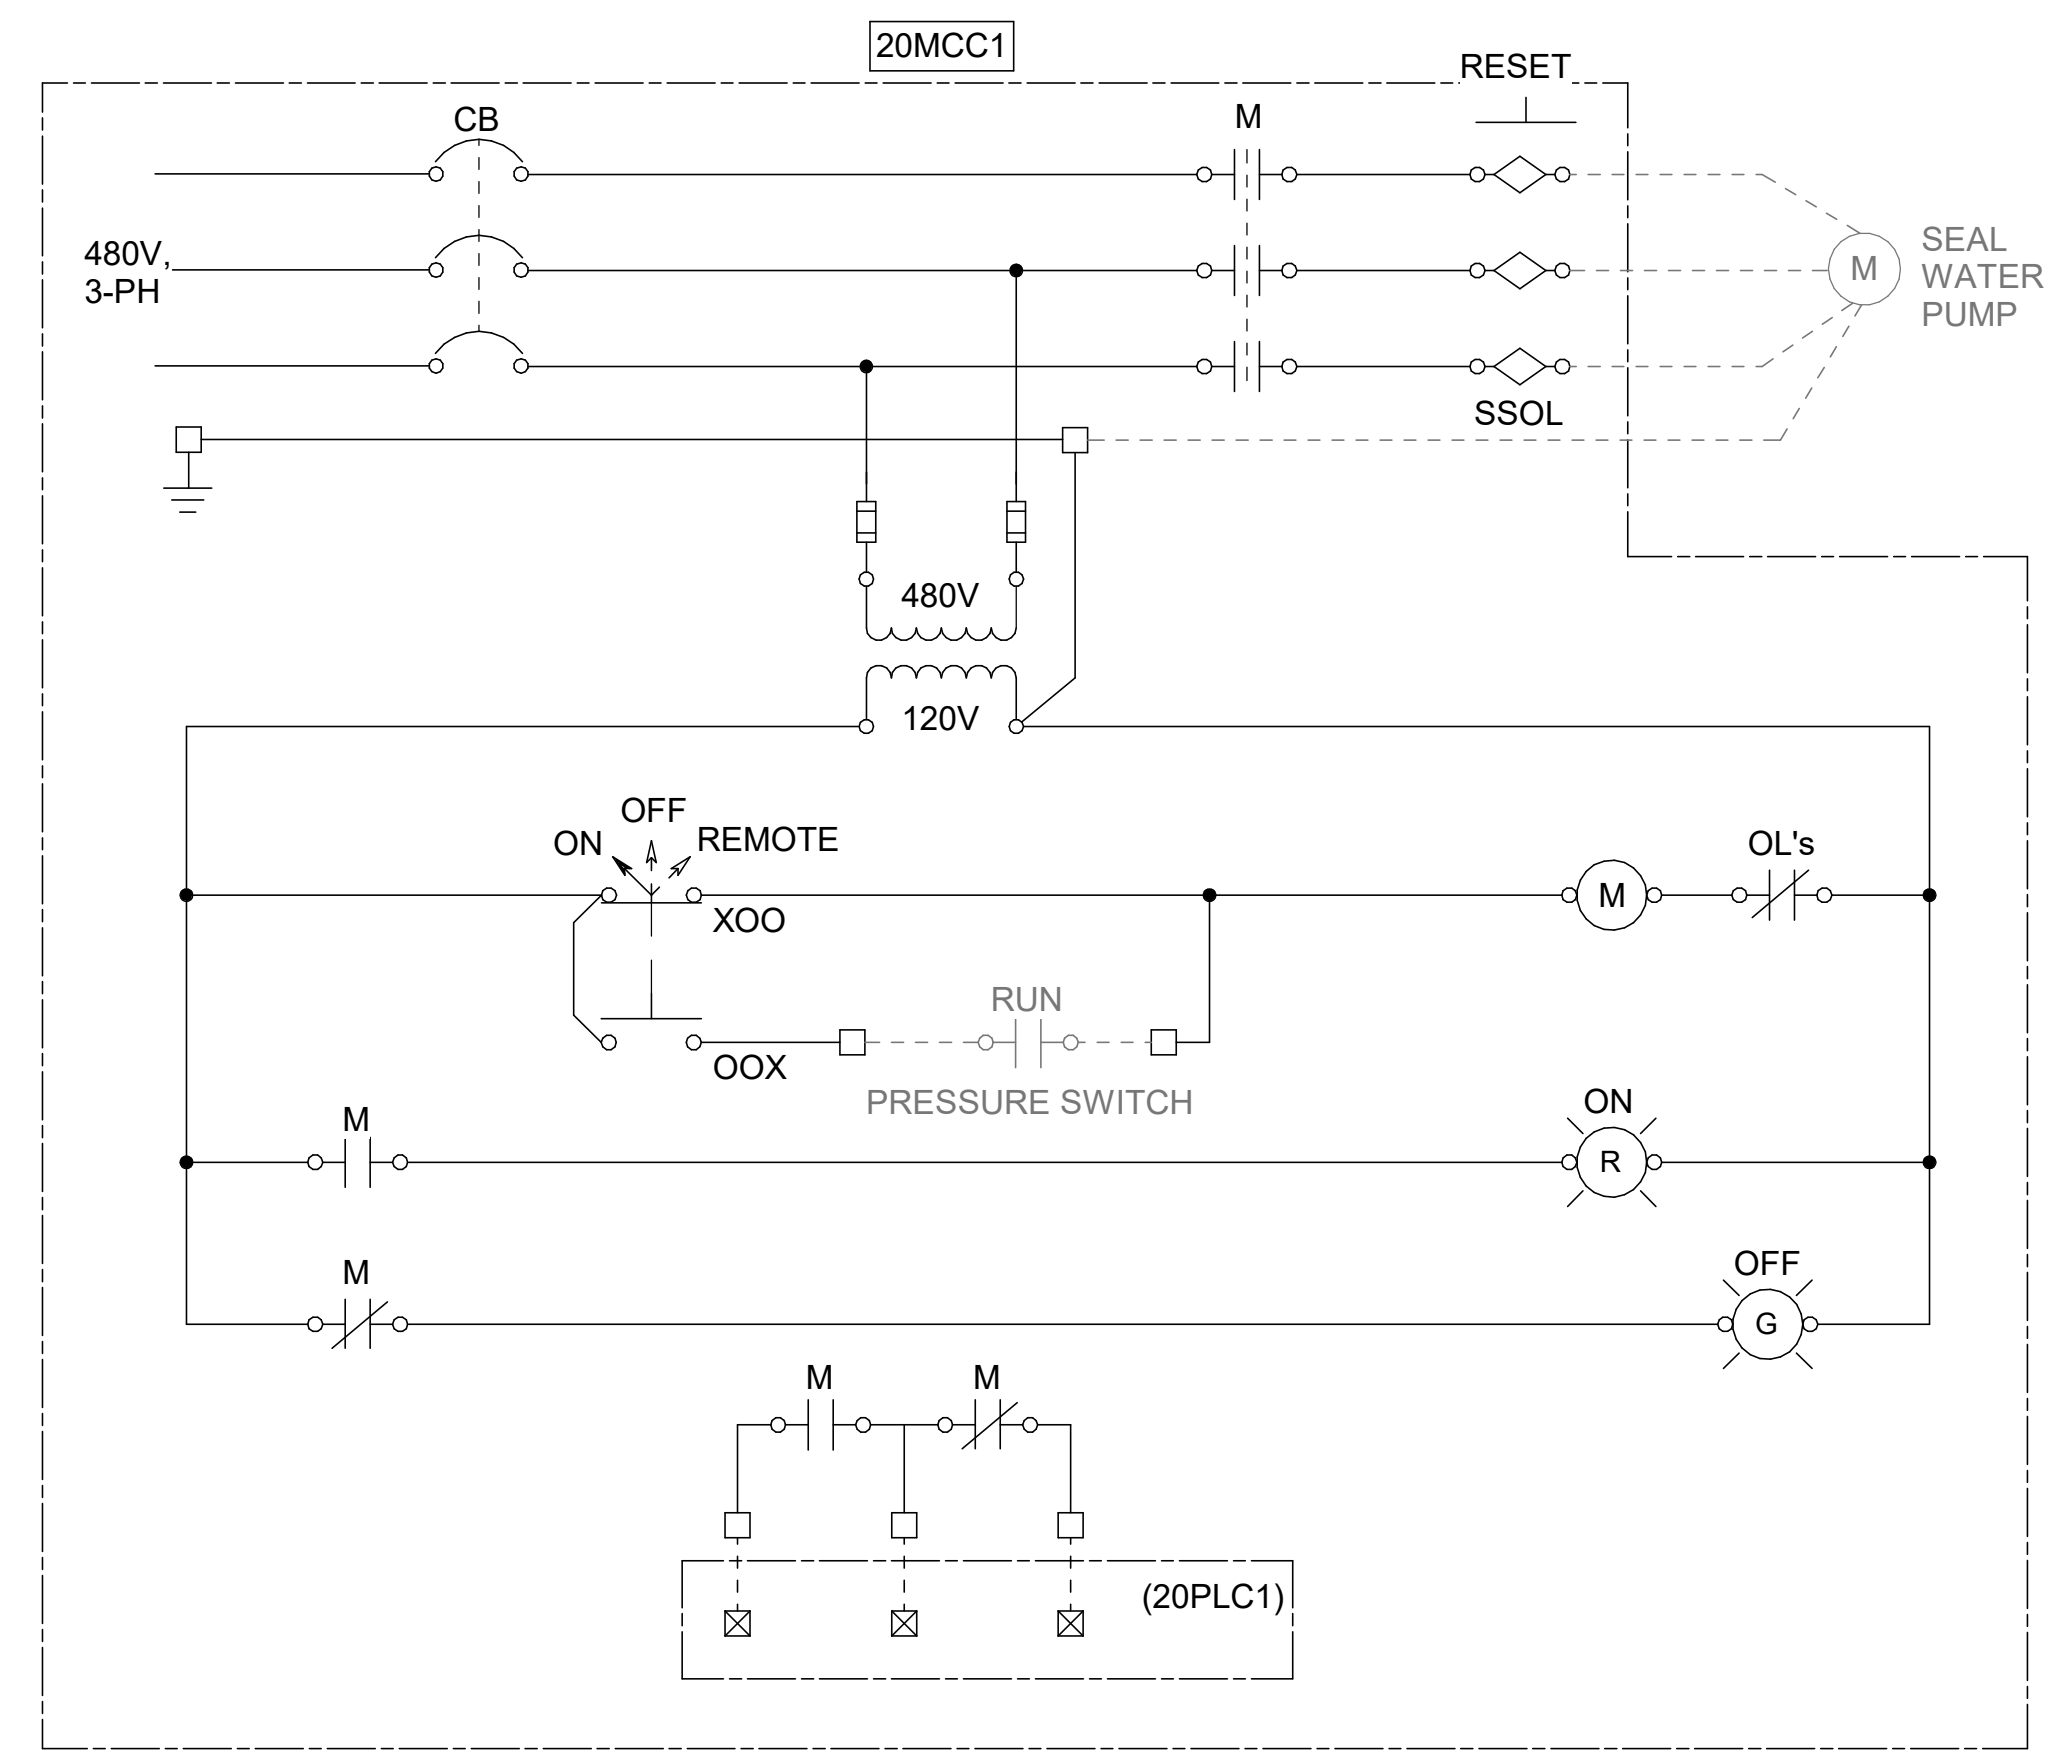 20MCC1
RESET
CB
M
480V,
3-PH
M
SEAL
WATER
PUMP
SSOL
480V
120V
OFF
ON
REMOTE
OL's
M
XOO
RUN
OOX
PRESSURE SWITCH
ON
M
R
OFF
M
G
M
M
(20PLC1)